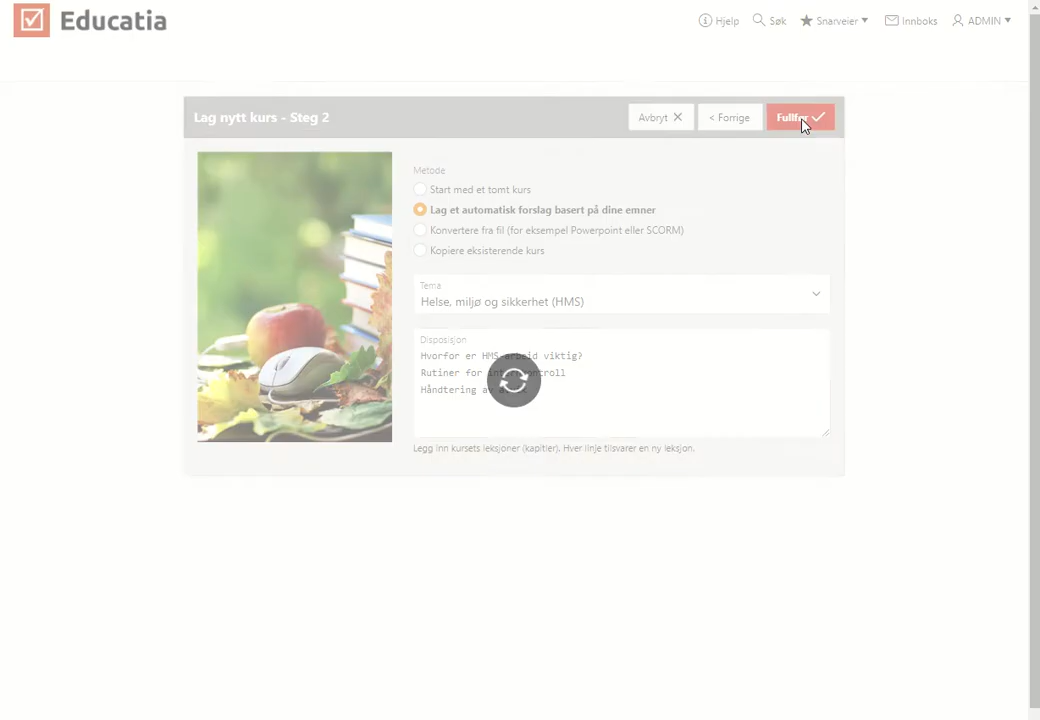 Educatia
Hjelp Søk Snarveier Innboks ADMIN
Lag nytt kurs - Steg 2
Avbryt
< Forrige
Metode
Start med et tomt kurs
Lag et automatisk forslag basert på dine emner
Konvertere fra fil (for eksempel Powerpoint eller SCORM)
Kopiere eksisterende kurs
Tema
Helse, miljø og sikkerhet (HMS)
Disposisjon
Hvorfor er HMS-arbeid viktig?
Rutiner for internkontroll
Håndtering av
Legg inn kursets leksjoner (kapitler). Hver linje tilsvarer en ny leksjon.